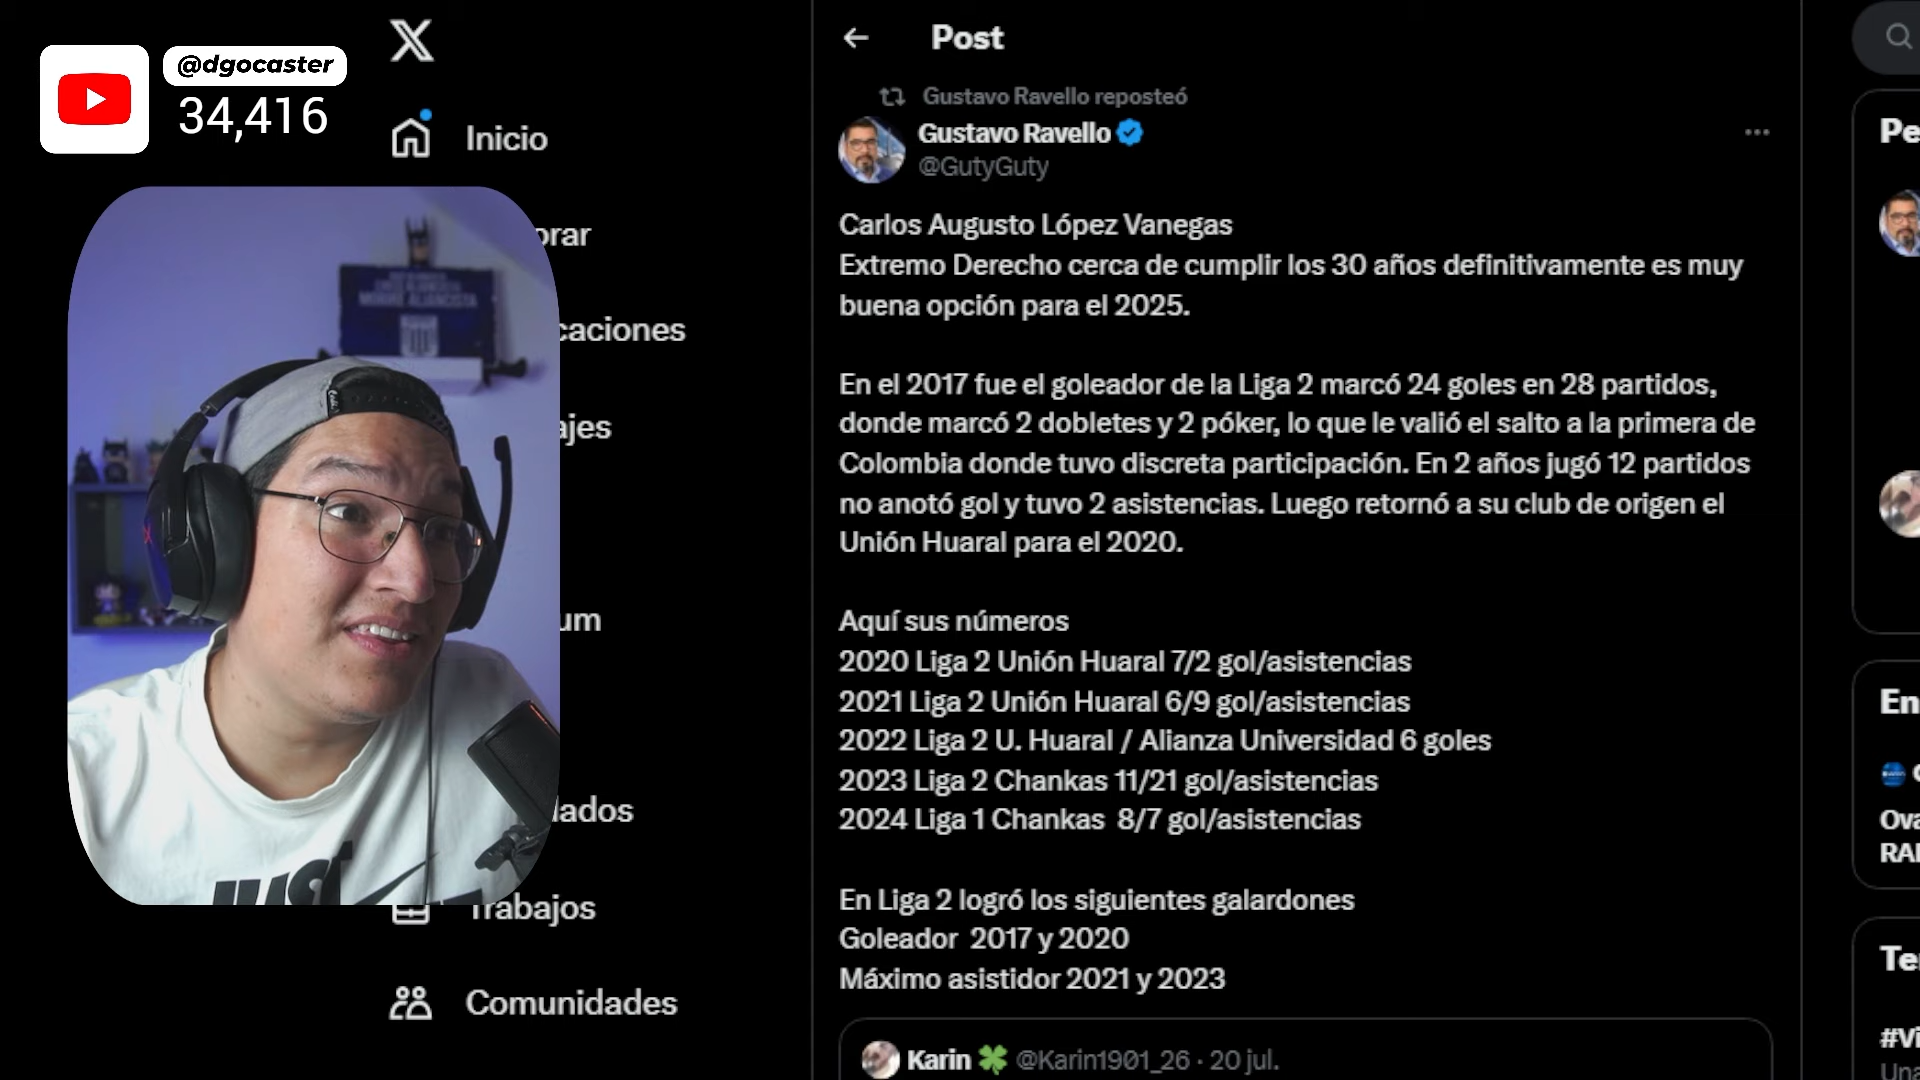 @dgocaster
34,416
Inicio
orar
caciones
ajes
um
lados
Trabajos
Comunidades
Post
Gustavo Ravello reposteó
Gustavo Ravello
@GutyGuty
Carlos Augusto López Vanegas
Extremo Derecho cerca de cumplir los 30 años definitivamente es muy
buena opción para el 2025.
En el 2017 fue el goleador de la Liga 2 marcó 24 goles en 28 partidos,
donde marcó 2 dobletes y 2 póker, lo que le valió el salto a la primera de
Colombia donde tuvo discreta participación. En 2 años jugó 12 partidos
no anotó gol y tuvo 2 asistencias. Luego retornó a su club de origen el
Unión Huaral para el 2020.
Aquí sus números
2020 Liga 2 Unión Huaral 7/2 gol/asistencias
2021 Liga 2 Unión Huaral 6/9 gol/asistencias
2022 Liga 2 U. Huaral / Alianza Universidad 6 goles
2023 Liga 2 Chankas 11/21 gol/asistencias
2024 Liga 1 Chankas 8/7 gol/asistencias
En Liga 2 logró los siguientes galardones
Goleador 2017 y 2020
Máximo asistidor 2021 y 2023
Karin @Karin1901_26 · 20 jul.
Pe
En
Ova
RAI
Te
#Vi
Una